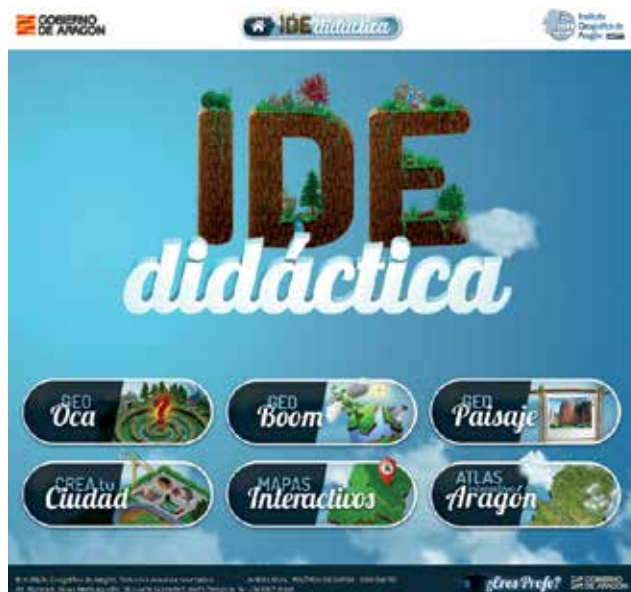 GOBIERNO
DE ARAGON
IDE didáctica
Instituto
Geográfico de
Aragón
IDE
didáctica
GEO
Oca
GEO
Boom
GEO
Paisaje
CREA tu
Ciudad
MAPAS
Interactivos
ATLAS
Aragón
¿Eres Profe?
GOBIERNO
DE ARAGON